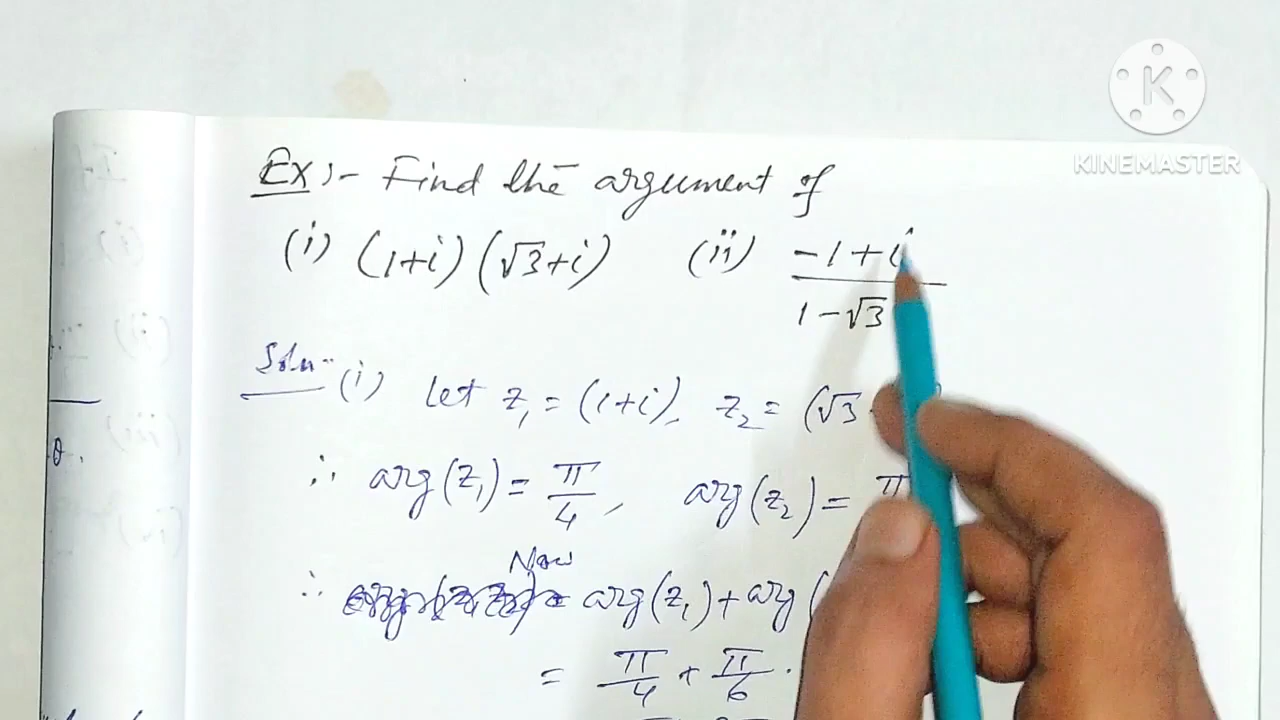 K
KINEMASTER
Ex:- Find the argument of
(i) (1+i)(√3+i) (ii) -1+i
1-√3
Soln (i) Let z₁ = (1+i), z₂ = (√3
∴ arg(z₁) = π/4, arg(z₂) = π
Now
∴ arg(z₁) + arg(
= π/4 + π/6 .
θ.